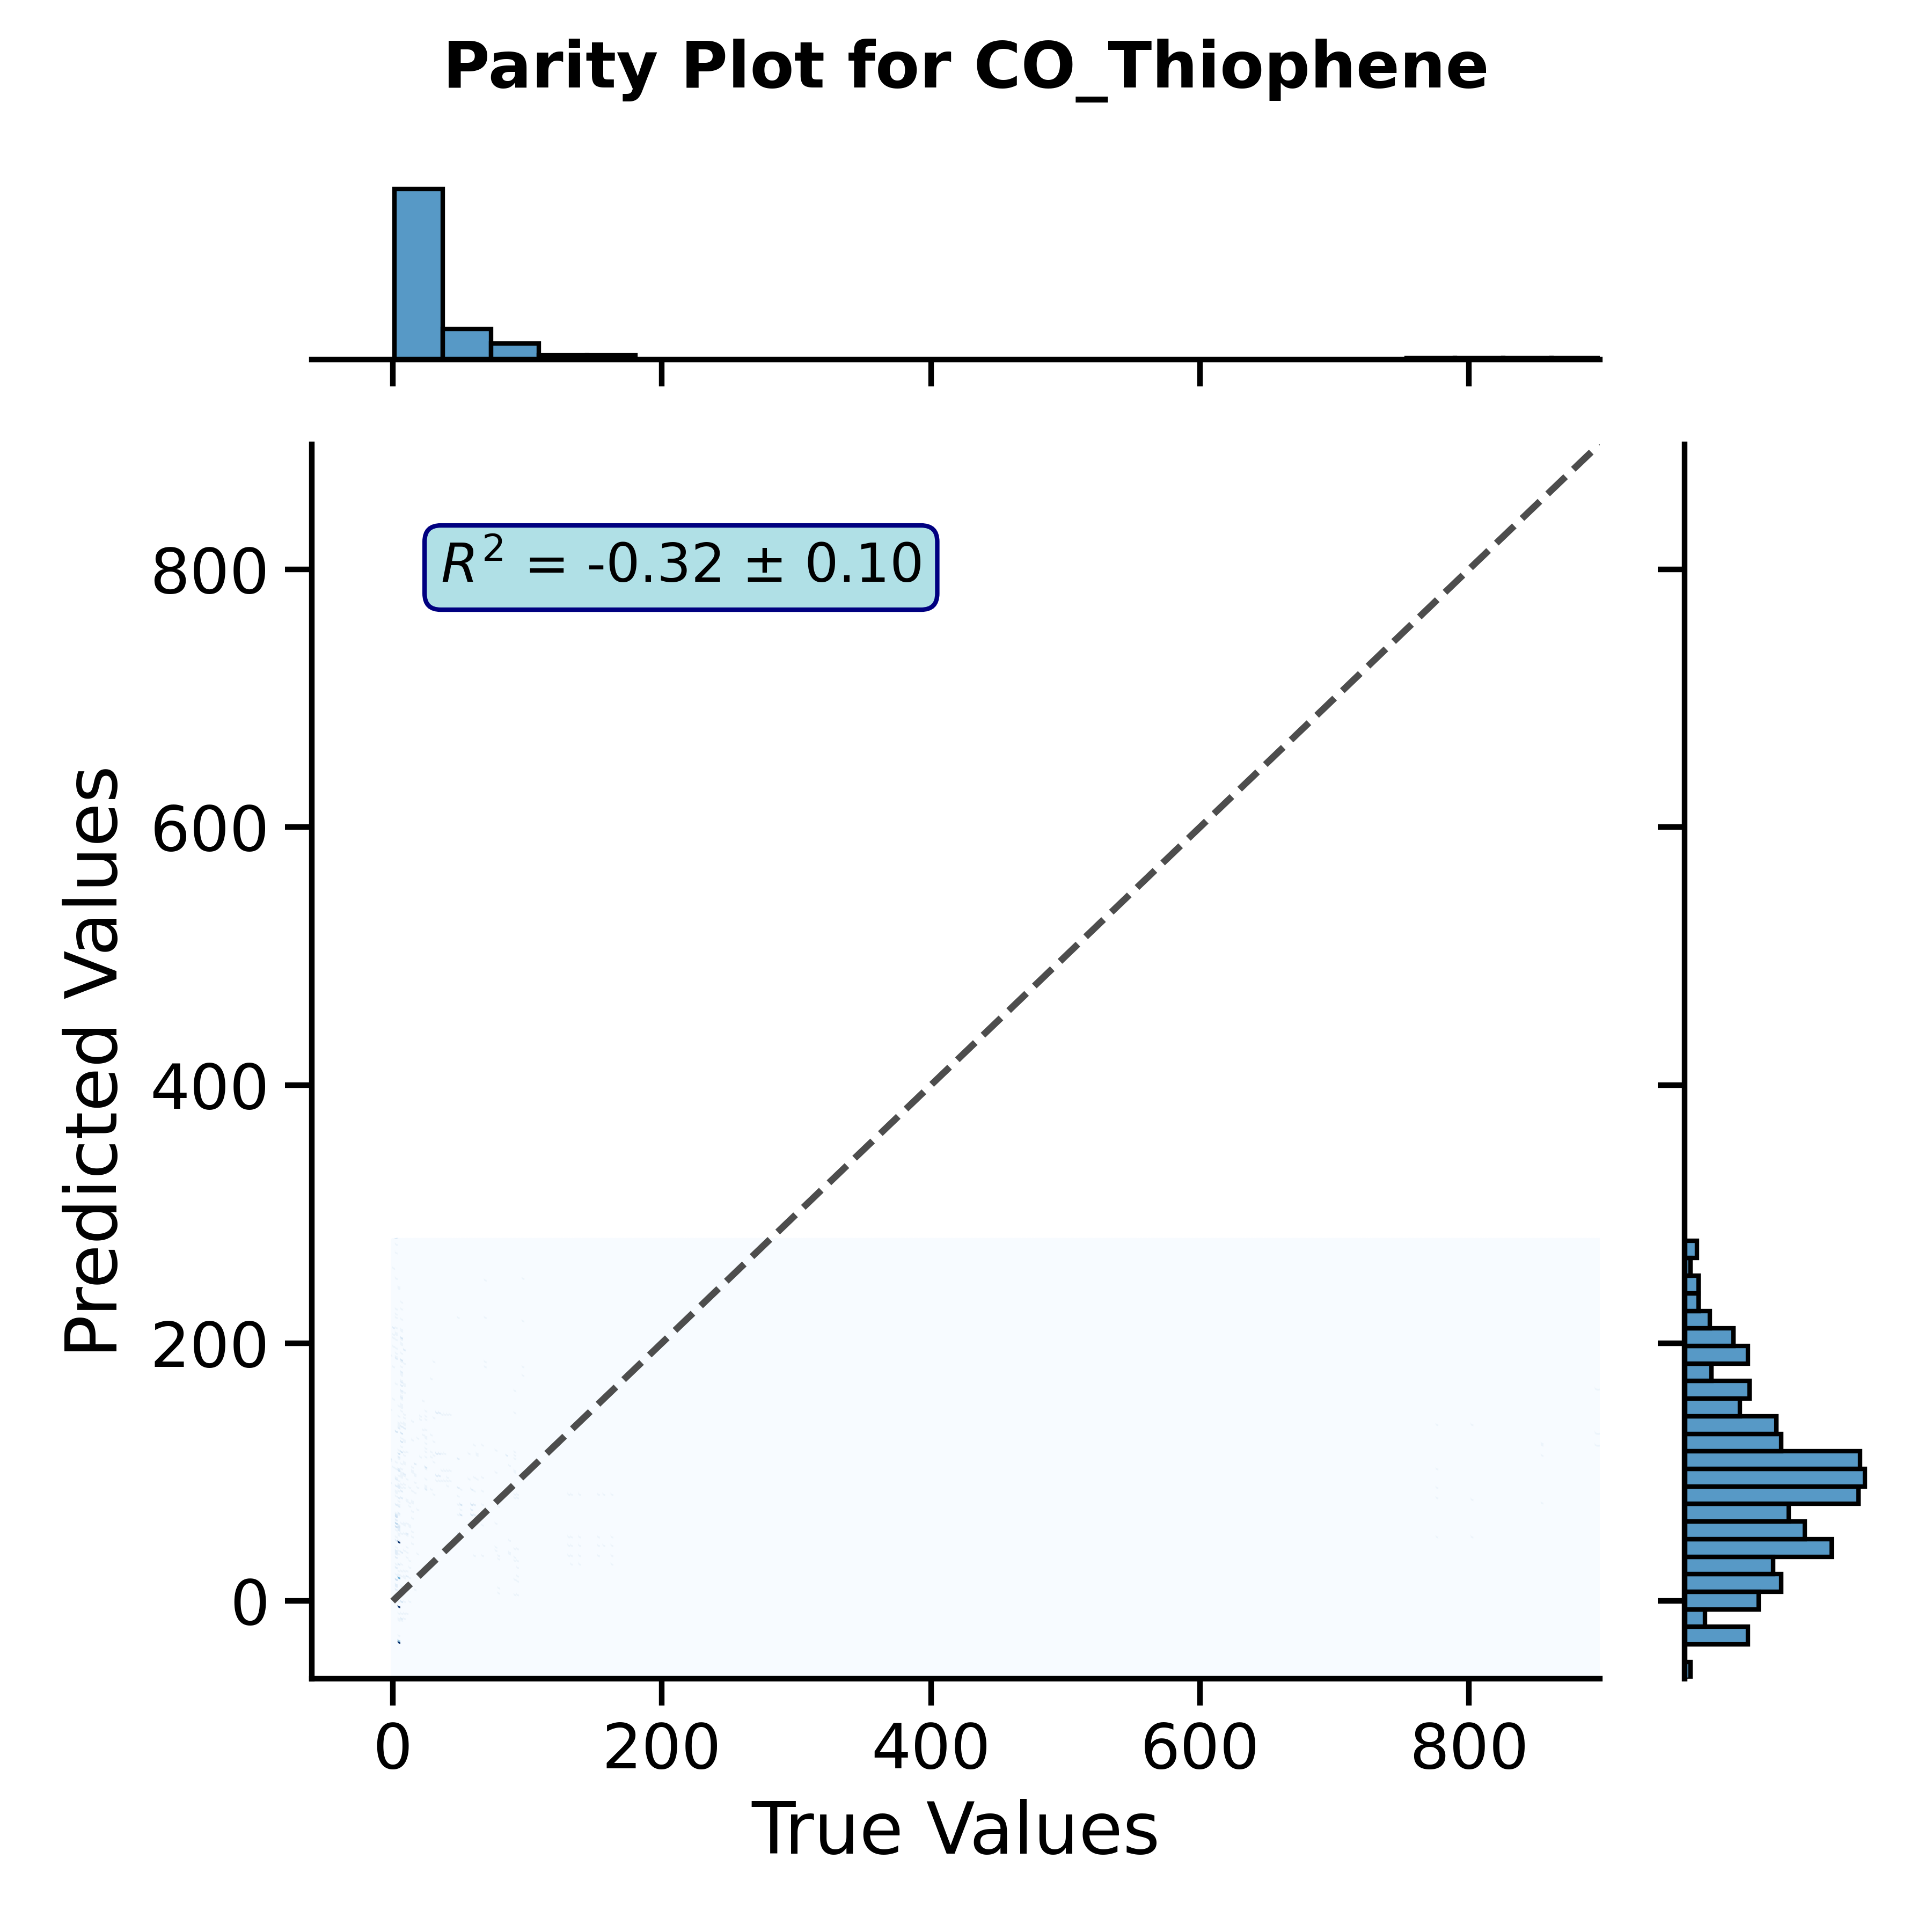 Parity Plot for CO_Thiophene
R² = -0.32 ± 0.10
Predicted Values
800
600
400
200
0
0 200 400 600 800
True Values